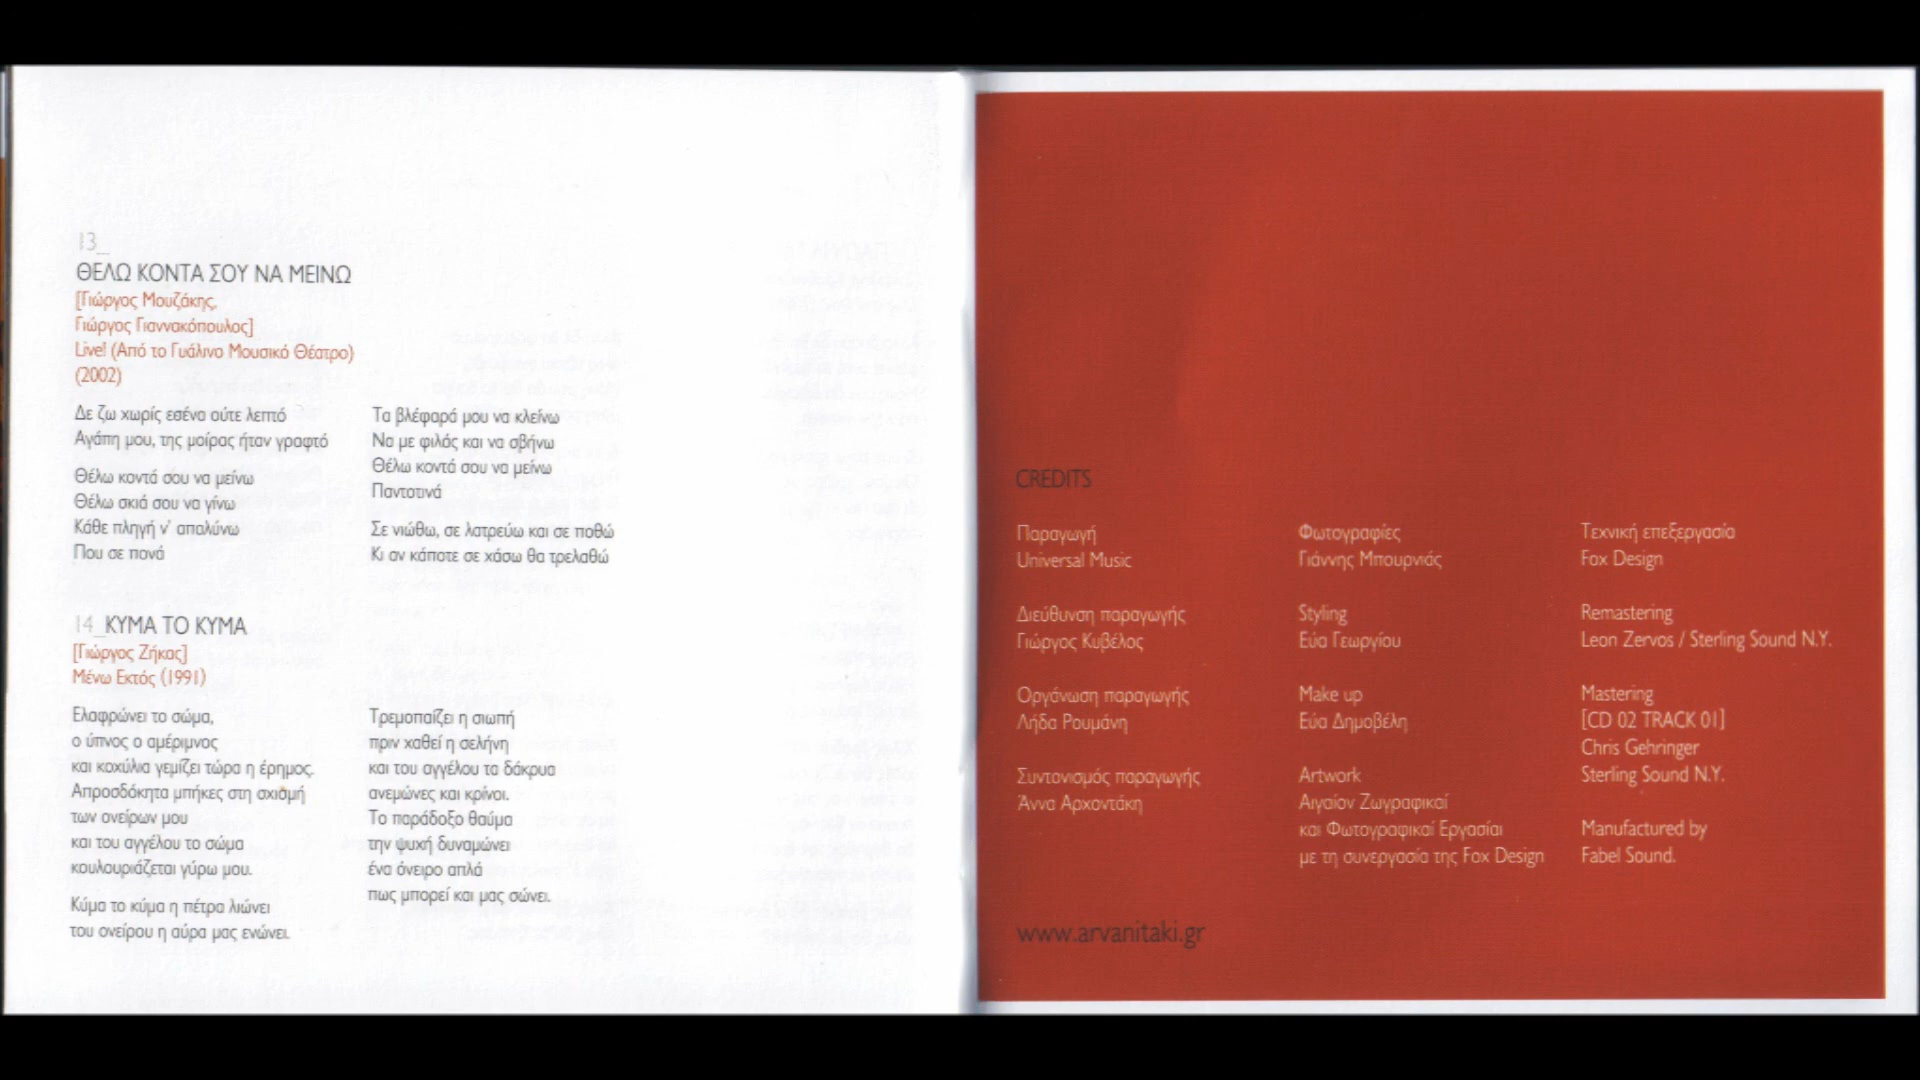 13_
ΘΕΛΩ ΚΟΝΤΑ ΣΟΥ ΝΑ ΜΕΙΝΩ
[Γιώργος Μουζάκης,
Γιώργος Γιαννακόπουλος]
Live! (Από το Γυάλινο Μουσικό Θέατρο)
(2002)
Δε ζω χωρίς εσένα ούτε λεπτό
Αγάπη μου, της μοίρας ήταν γραφτό
Θέλω κοντά σου να μείνω
Θέλω σκιά σου να γίνω
Κάθε πληγή ν' απαλύνω
Που σε πονά
Τα βλέφαρά μου να κλείνω
Να με φιλάς και να σβήνω
Θέλω κοντά σου να μείνω
Παντοτινά
Σε νιώθω, σε λατρεύω και σε ποθώ
Κι αν κάποτε σε χάσω θα τρελαθώ
14_ΚΥΜΑ ΤΟ ΚΥΜΑ
[Γιώργος Ζήκας]
Μένω Εκτός (1991)
Ελαφρώνει το σώμα,
ο ύπνος ο αμέριμνος
και κοχύλια γεμίζει τώρα η έρημος.
Απροσδόκητα μπήκες στη σχισμή
των ονείρων μου
και του αγγέλου το σώμα
κουλουριάζεται γύρω μου.
Κύμα το κύμα η πέτρα λιώνει
του ονείρου η αύρα μας ενώνει.
Τρεμοπαίζει η σιωπή
πριν χαθεί η σελήνη
και του αγγέλου τα δάκρυα
ανεμώνες και κρίνοι.
Το παράδοξο θαύμα
την ψυχή δυναμώνει
ένα όνειρο απλά
πως μπορεί και μας σώνει.
CREDITS
Παραγωγή
Universal Music
Διεύθυνση παραγωγής
Γιώργος Κυβέλος
Οργάνωση παραγωγής
Λήδα Ρουμάνη
Συντονισμός παραγωγής
Άννα Αρχοντάκη
Φωτογραφίες
Γιάννης Μπουρνιάς
Styling
Εύα Γεωργίου
Make up
Εύα Δημοβέλη
Artwork
Αιγαίον Ζωγραφικαί
και Φωτογραφικαί Εργασίαι
με τη συνεργασία της Fox Design
Τεχνική επεξεργασία
Fox Design
Remastering
Leon Zervos / Sterling Sound N.Y.
Mastering
[CD 02 TRACK 01]
Chris Gehringer
Sterling Sound N.Y.
Manufactured by
Fabel Sound.
www.arvanitaki.gr